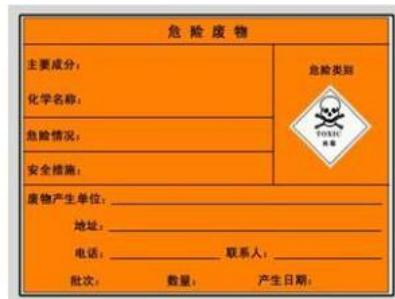 危险废物
主要成分：
危险类别
化学名称：
TOXIC
危险情况：
安全措施：
废物产生单位：
地址：
电话： 联系人：
批次： 数量： 产生日期：